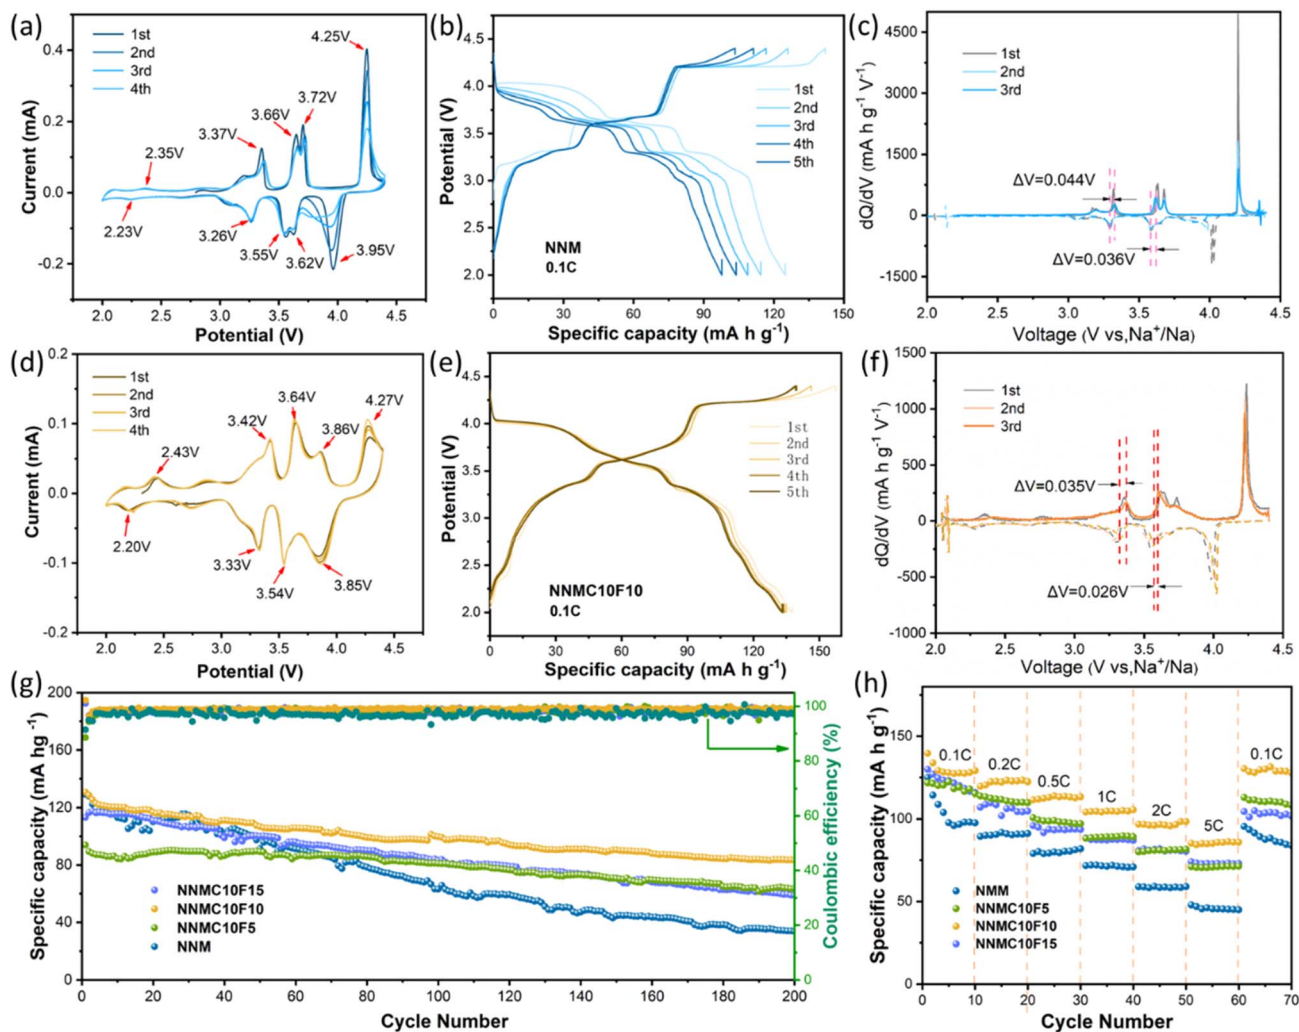 (a)
1st
2nd
3rd
4th
4.25V
3.72V
3.66V
3.37V
2.35V
2.23V
3.26V
3.55V
3.62V
3.95V
0.4
0.2
0.0
-0.2
Current (mA)
2.0 2.5 3.0 3.5 4.0 4.5
Potential (V)
(b)
4.5
4.0
3.5
3.0
2.5
2.0
Potential (V)
1st
2nd
3rd
4th
5th
NNM
0.1C
0 30 60 90 120 150
Specific capacity (mA h g⁻¹)
(c)
4500
3000
1500
0
-1500
dQ/dV (mA h g⁻¹ V⁻¹)
1st
2nd
3rd
ΔV=0.044V
ΔV=0.036V
2.0 2.5 3.0 3.5 4.0 4.5
Voltage (V vs,Na⁺/Na)
(d)
0.2
0.1
0.0
-0.1
-0.2
Current (mA)
1st
2nd
3rd
4th
2.43V
3.42V
3.64V
3.86V
4.27V
2.20V
3.33V
3.54V
3.85V
2.0 2.5 3.0 3.5 4.0 4.5
Potential (V)
(e)
4.5
4.0
3.5
3.0
2.5
2.0
Potential (V)
1st
2nd
3rd
4th
5th
NNMC10F10
0.1C
0 30 60 90 120 150
Specific capacity (mA h g⁻¹)
(f)
1500
1000
500
250
0
-500
-1000
dQ/dV (mA h g⁻¹ V⁻¹)
1st
2nd
3rd
ΔV=0.035V
ΔV=0.026V
2.0 2.5 3.0 3.5 4.0 4.5
Voltage (V vs,Na⁺/Na)
(g)
200
160
120
80
40
0
Specific capacity (mA hg⁻¹)
NNMC10F15
NNMC10F10
NNMC10F5
NNM
100
80
60
40
20
0
Coulombic efficiency (%)
0 20 40 60 80 100 120 140 160 180 200
Cycle Number
(h)
150
100
50
0
Specific capacity (mA h g⁻¹)
0.1C
0.2C
0.5C
1C
2C
5C
0.1C
NMM
NNMC10F5
NNMC10F10
NNMC10F15
0 10 20 30 40 50 60 70
Cycle Number